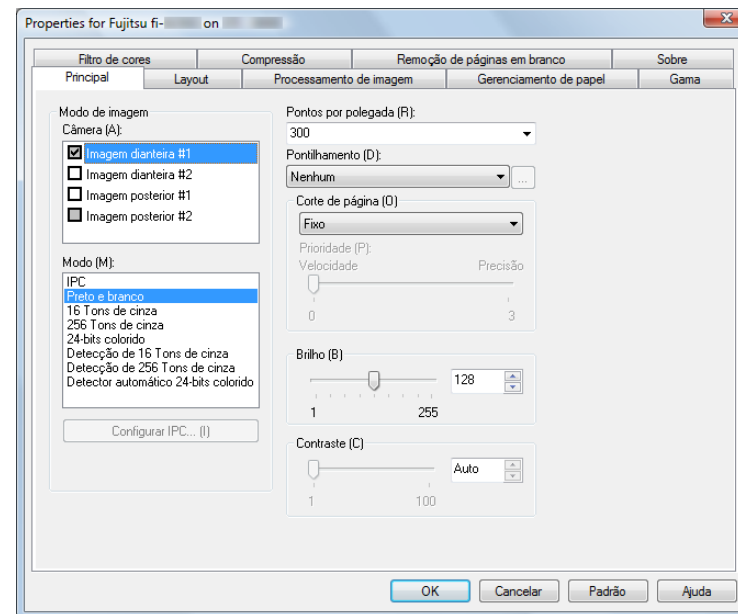 Properties for Fujitsu fi- on
Filtro de cores
Compressão
Remoção de páginas em branco
Sobre
Principal
Layout
Processamento de imagem
Gerenciamento de papel
Gama
Modo de imagem
Câmera (A):
Imagem dianteira #1
Imagem dianteira #2
Imagem posterior #1
Imagem posterior #2
Modo (M):
IPC
Preto e branco
16 Tons de cinza
256 Tons de cinza
24-bits colorido
Detecção de 16 Tons de cinza
Detecção de 256 Tons de cinza
Detector automático 24-bits colorido
Configurar IPC... (I)
Pontos por polegada (R):
300
Pontilhamento (D):
Nenhum
...
Corte de página (O)
Fixo
Prioridade (P):
Velocidade Precisão
0 3
Brilho (B)
128
1 255
Contraste (C)
Auto
1 100
OK
Cancelar
Padrão
Ajuda